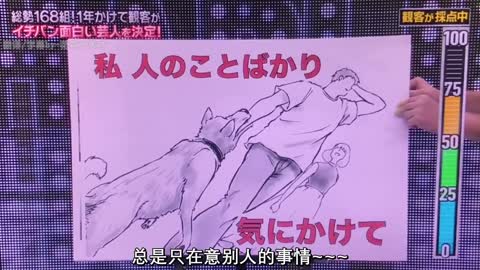 総勢168組!1年かけて観客が
イチバン面白い芸人を決定!
観客が採点中
100
75
50
25
0
私 人のことばかり
気にかけて
总是只在意别人的事情~~~